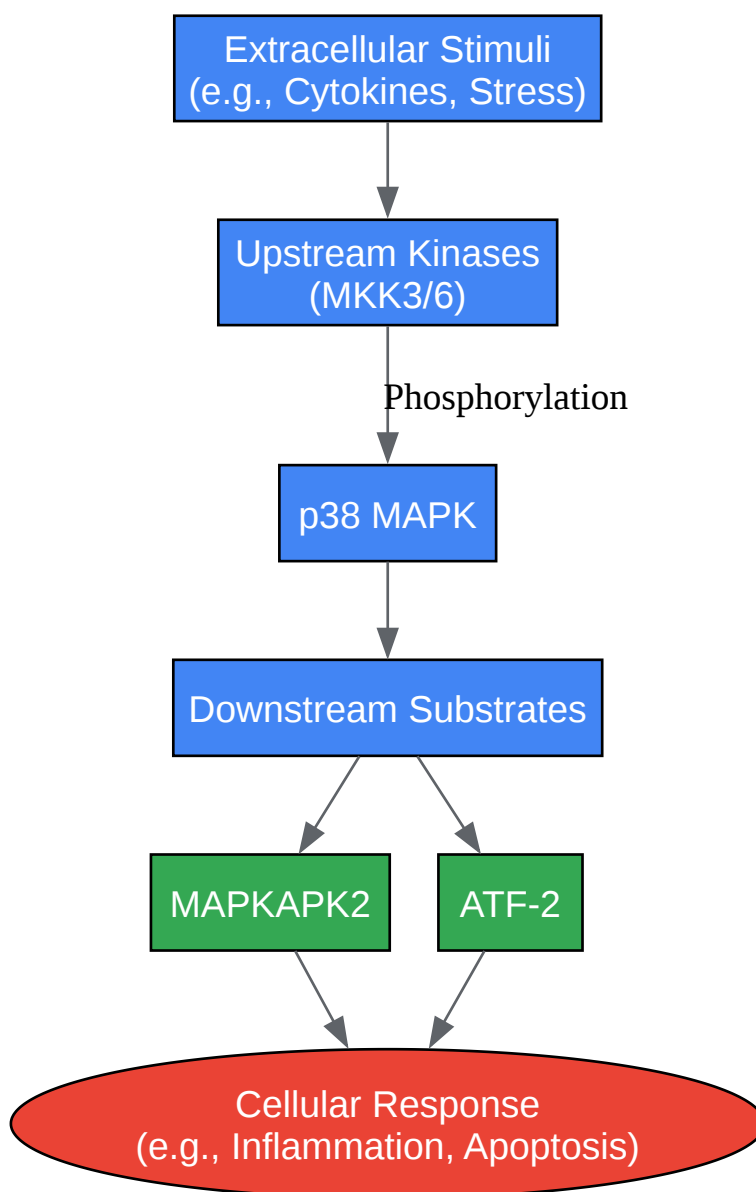 Extracellular Stimuli
(e.g., Cytokines, Stress)
Upstream Kinases
(MKK3/6)
Phosphorylation
p38 MAPK
Downstream Substrates
MAPKAPK2
ATF-2
Cellular Response
(e.g., Inflammation, Apoptosis)